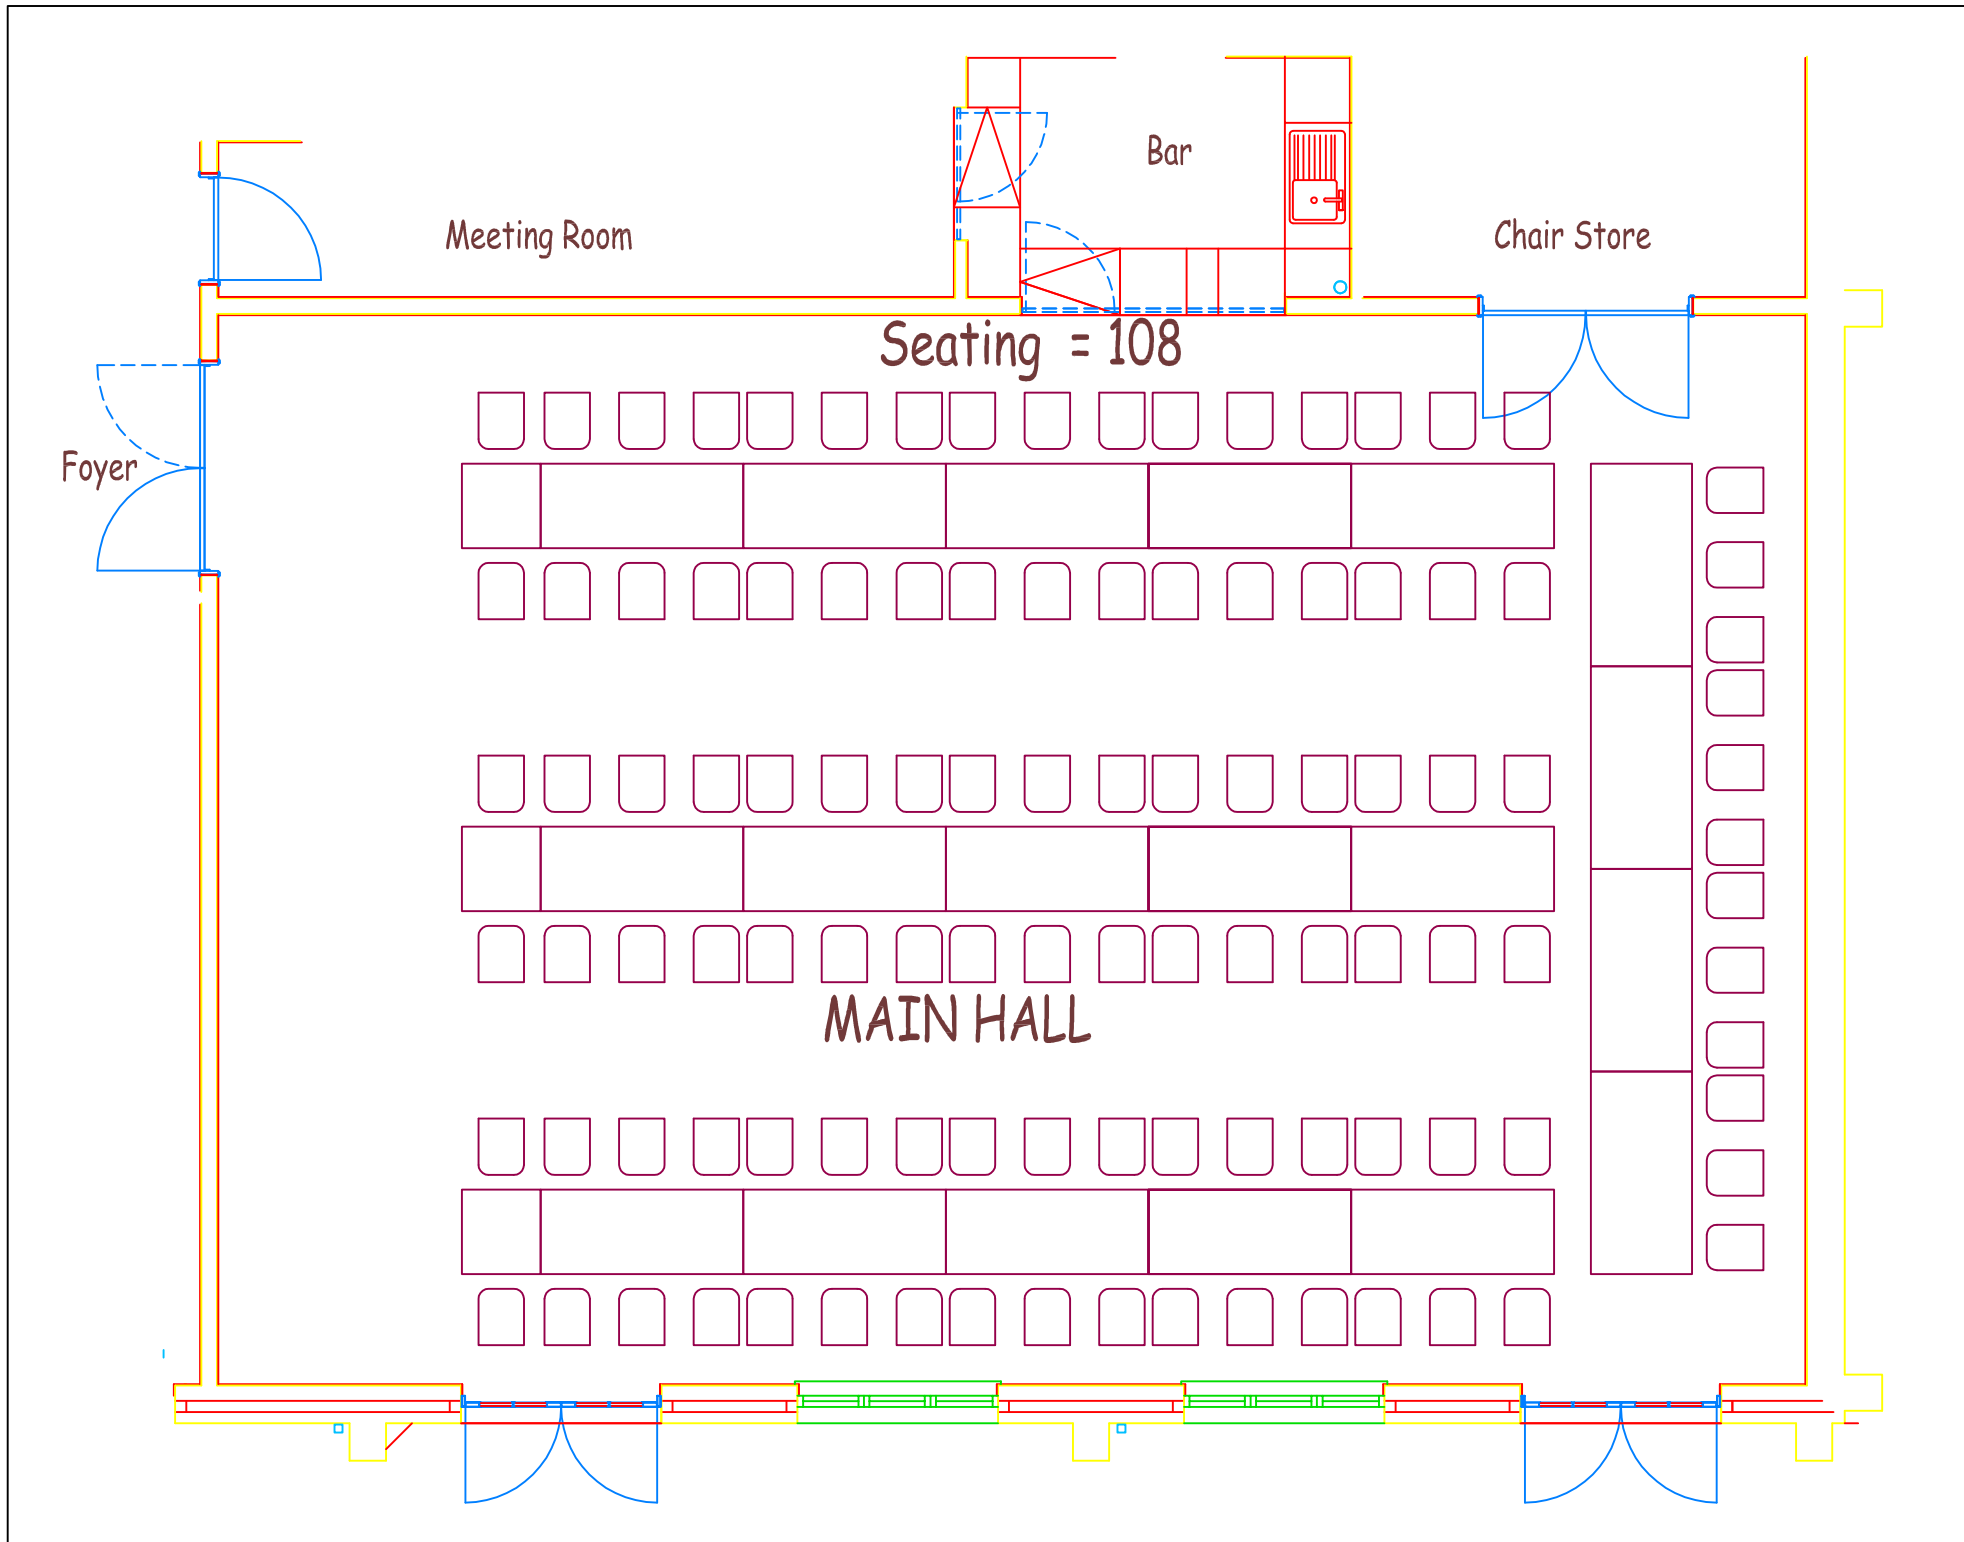 Bar
Meeting Room
Chair Store
Seating = 108
Foyer
MAIN HALL